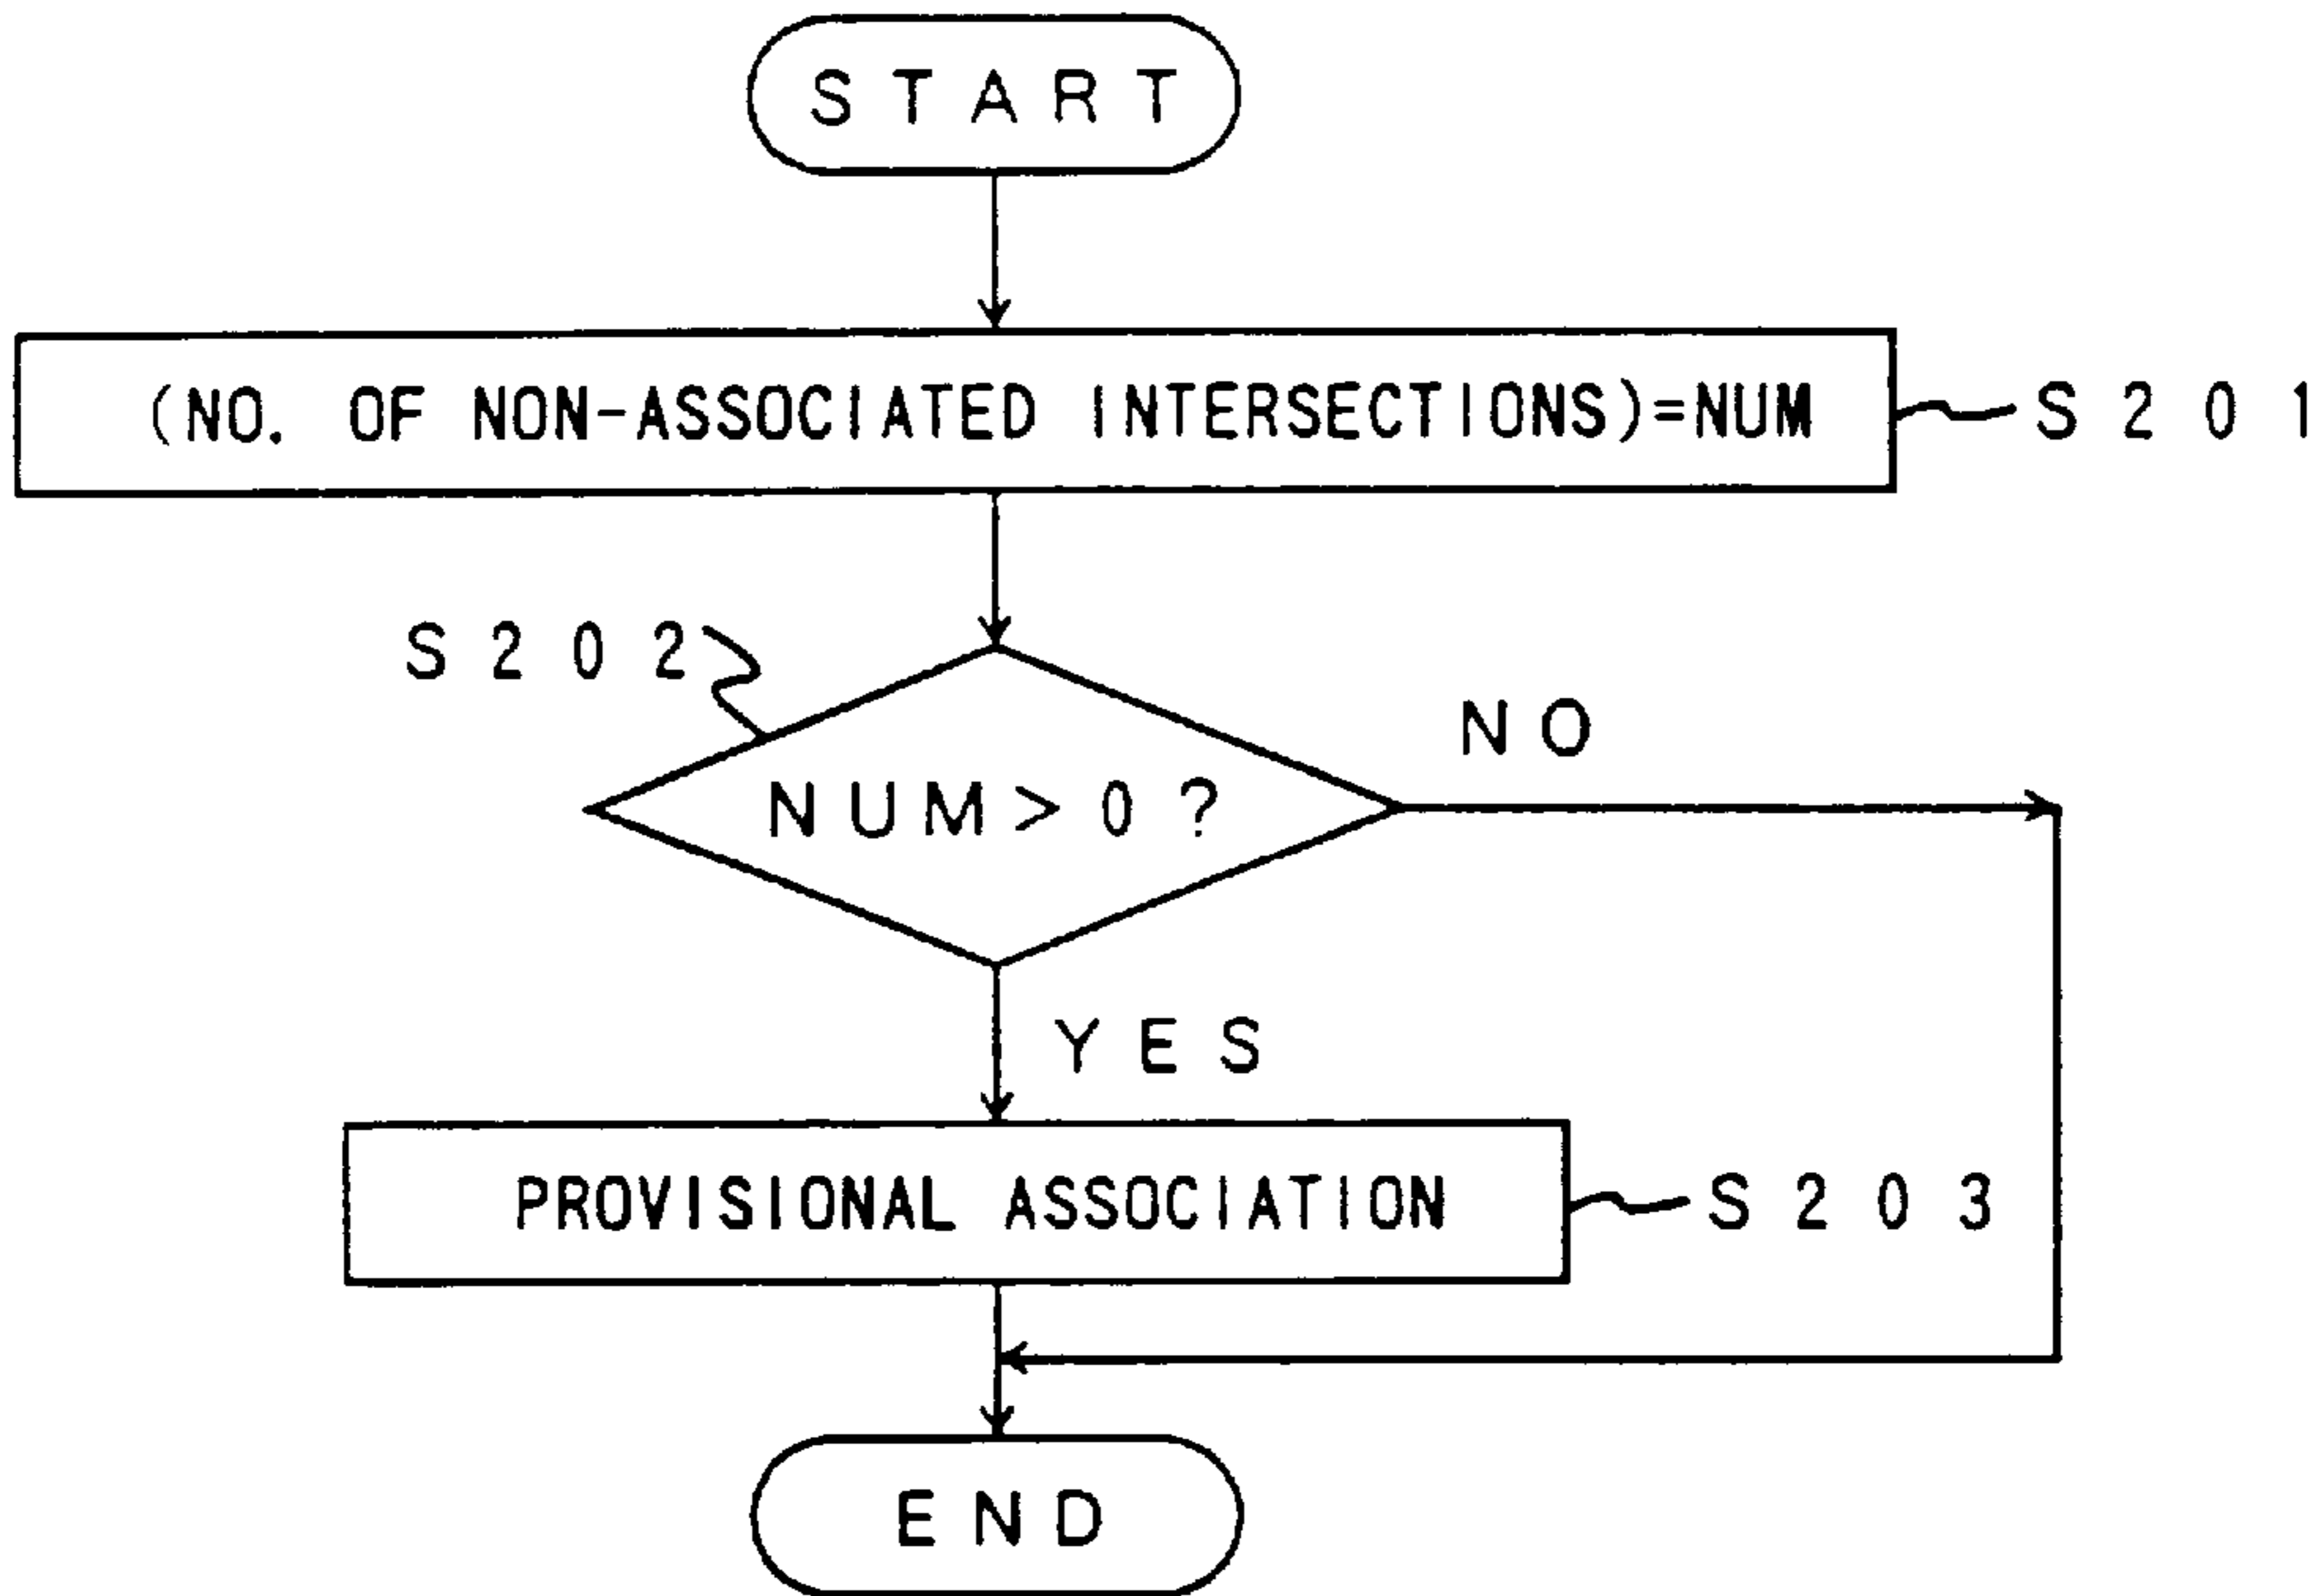 START
(NO. OF NON-ASSOCIATED INTERSECTIONS)=NUM
S201
S202
NO
NUM>0?
YES
PROVISIONAL ASSOCIATION
S203
END